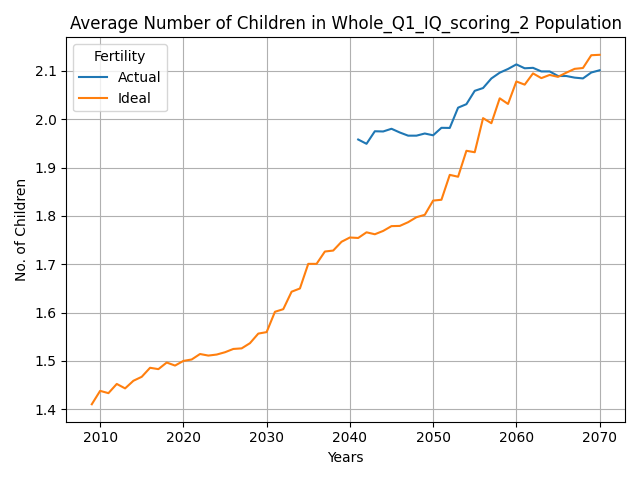 Average Number of Children in Whole_Q1_IQ_scoring_2 Population
Fertility
Actual
Ideal
No. of Children
2.1
2.0
1.9
1.8
1.7
1.6
1.5
1.4
2010 2020 2030 2040 2050 2060 2070
Years